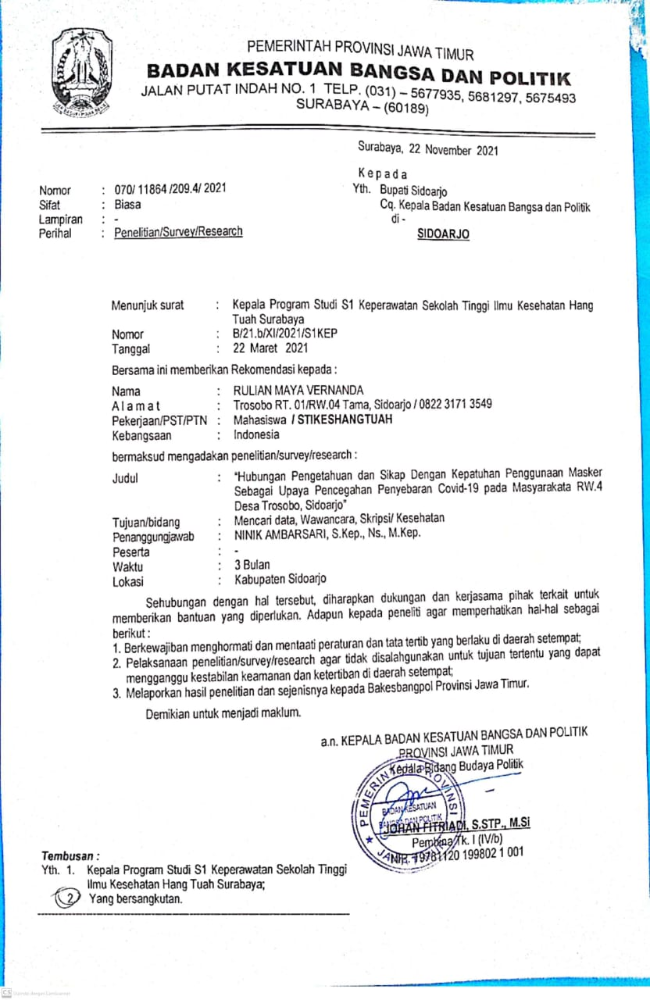 PEMERINTAH PROVINSI JAWA TIMUR
BADAN KESATUAN BANGSA DAN POLITIK
JALAN PUTAT INDAH NO. 1 TELP. (031) – 5677935, 5681297, 5675493
SURABAYA – (60189)
Surabaya, 22 November 2021
Kepada
Nomor : 070/ 11864 /209.4/ 2021
Yth. Bupati Sidoarjo
Sifat : Biasa
Cq. Kepala Badan Kesatuan Bangsa dan Politik
Lampiran : -
di -
Perihal : Penelitian/Survey/Research
SIDOARJO
Menunjuk surat : Kepala Program Studi S1 Keperawatan Sekolah Tinggi Ilmu Kesehatan Hang
Tuah Surabaya
Nomor : B/21.b/XI/2021/S1KEP
Tanggal : 22 Maret 2021
Bersama ini memberikan Rekomendasi kepada :
Nama : RULIAN MAYA VERNANDA
A l a m a t : Trosobo RT. 01/RW.04 Tama, Sidoarjo / 0822 3171 3549
Pekerjaan/PST/PTN : Mahasiswa / STIKESHANGTUAH
Kebangsaan : Indonesia
bermaksud mengadakan penelitian/survey/research :
Judul : "Hubungan Pengetahuan dan Sikap Dengan Kepatuhan Penggunaan Masker
Sebagai Upaya Pencegahan Penyebaran Covid-19 pada Masyarakata RW.4
Desa Trosobo, Sidoarjo"
Tujuan/bidang : Mencari data, Wawancara, Skripsi/ Kesehatan
Penanggungjawab : NINIK AMBARSARI, S.Kep., Ns., M.Kep.
Peserta : -
Waktu : 3 Bulan
Lokasi : Kabupaten Sidoarjo
Sehubungan dengan hal tersebut, diharapkan dukungan dan kerjasama pihak terkait untuk
memberikan bantuan yang diperlukan. Adapun kepada peneliti agar memperhatikan hal-hal sebagai
berikut :
1. Berkewajiban menghormati dan mentaati peraturan dan tata tertib yang berlaku di daerah setempat;
2. Pelaksanaan penelitian/survey/research agar tidak disalahgunakan untuk tujuan tertentu yang dapat
mengganggu kestabilan keamanan dan ketertiban di daerah setempat;
3. Melaporkan hasil penelitian dan sejenisnya kepada Bakesbangpol Provinsi Jawa Timur.
Demikian untuk menjadi maklum.
a.n. KEPALA BADAN KESATUAN BANGSA DAN POLITIK
PROVINSI JAWA TIMUR
Kepala Bidang Budaya Politik
PEMERINTAH PROVINSI
BADAN KESATUAN
BANGSA DAN POLITIK
JOHAN FITRIADI, S.STP., M.Si
Pembina Tk. I (IV/b)
NIP. 19781120 199802 1 001
Tembusan :
Yth. 1. Kepala Program Studi S1 Keperawatan Sekolah Tinggi
Ilmu Kesehatan Hang Tuah Surabaya;
2 Yang bersangkutan.
CS